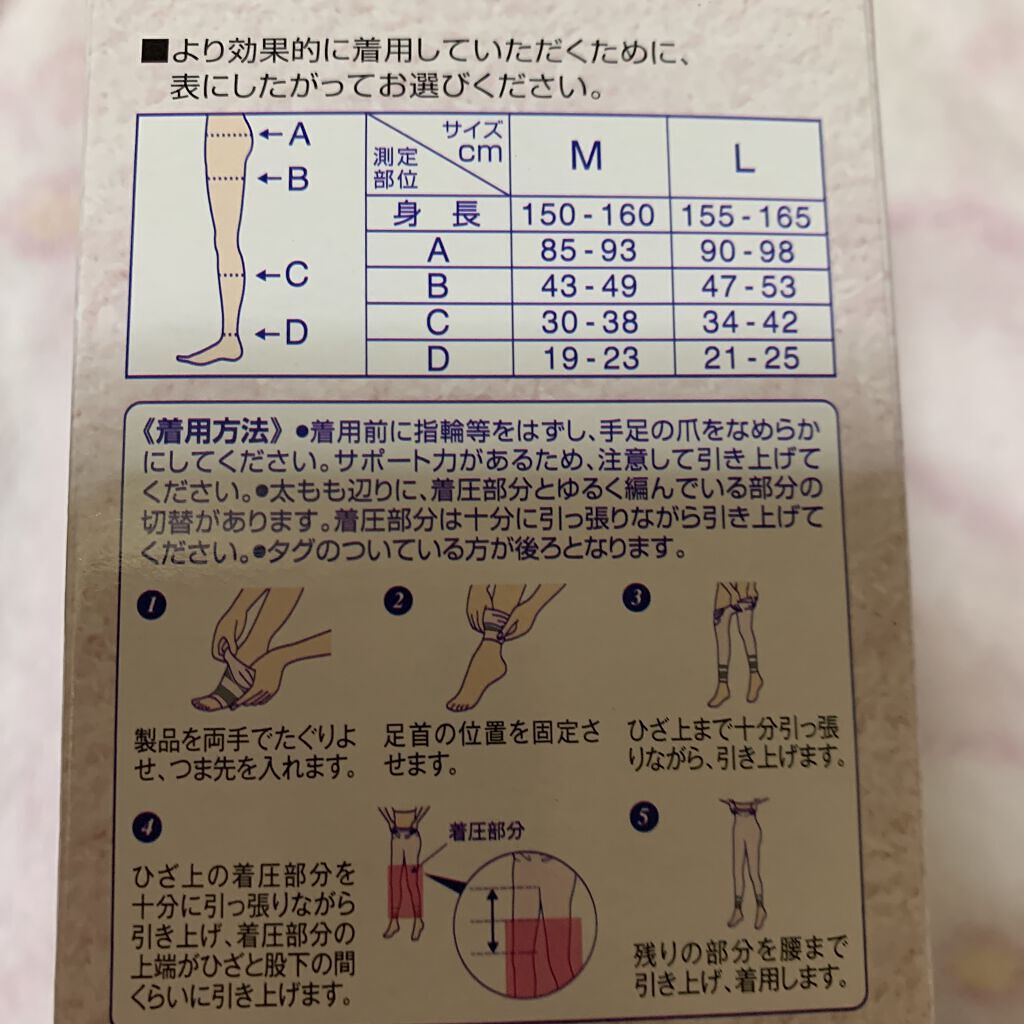 ■より効果的に着用していただくために、
表にしたがってお選びください。
←A
←B
←C
←D
サイズ cm 測定部位 M L
身長 150-160 155-165
A 85-93 90-98
B 43-49 47-53
C 30-38 34-42
D 19-23 21-25
《着用方法》●着用前に指輪等をはずし、手足の爪をなめらか
にしてください。サポート力があるため、注意して引き上げて
ください。●太もも辺りに、着圧部分とゆるく編んでいる部分の
切替があります。着圧部分は十分に引っ張りながら引き上げて
ください。●タグのついている方が後ろとなります。
1
製品を両手でたぐりよ
せ、つま先を入れます。
2
足首の位置を固定さ
せます。
3
ひざ上まで十分引っ張
りながら、引き上げます。
4
ひざ上の着圧部分を
十分に引っ張りながら
引き上げ、着圧部分の
上端がひざと股下の間
くらいに引き上げます。
着圧部分
5
残りの部分を腰まで
引き上げ、着用します。